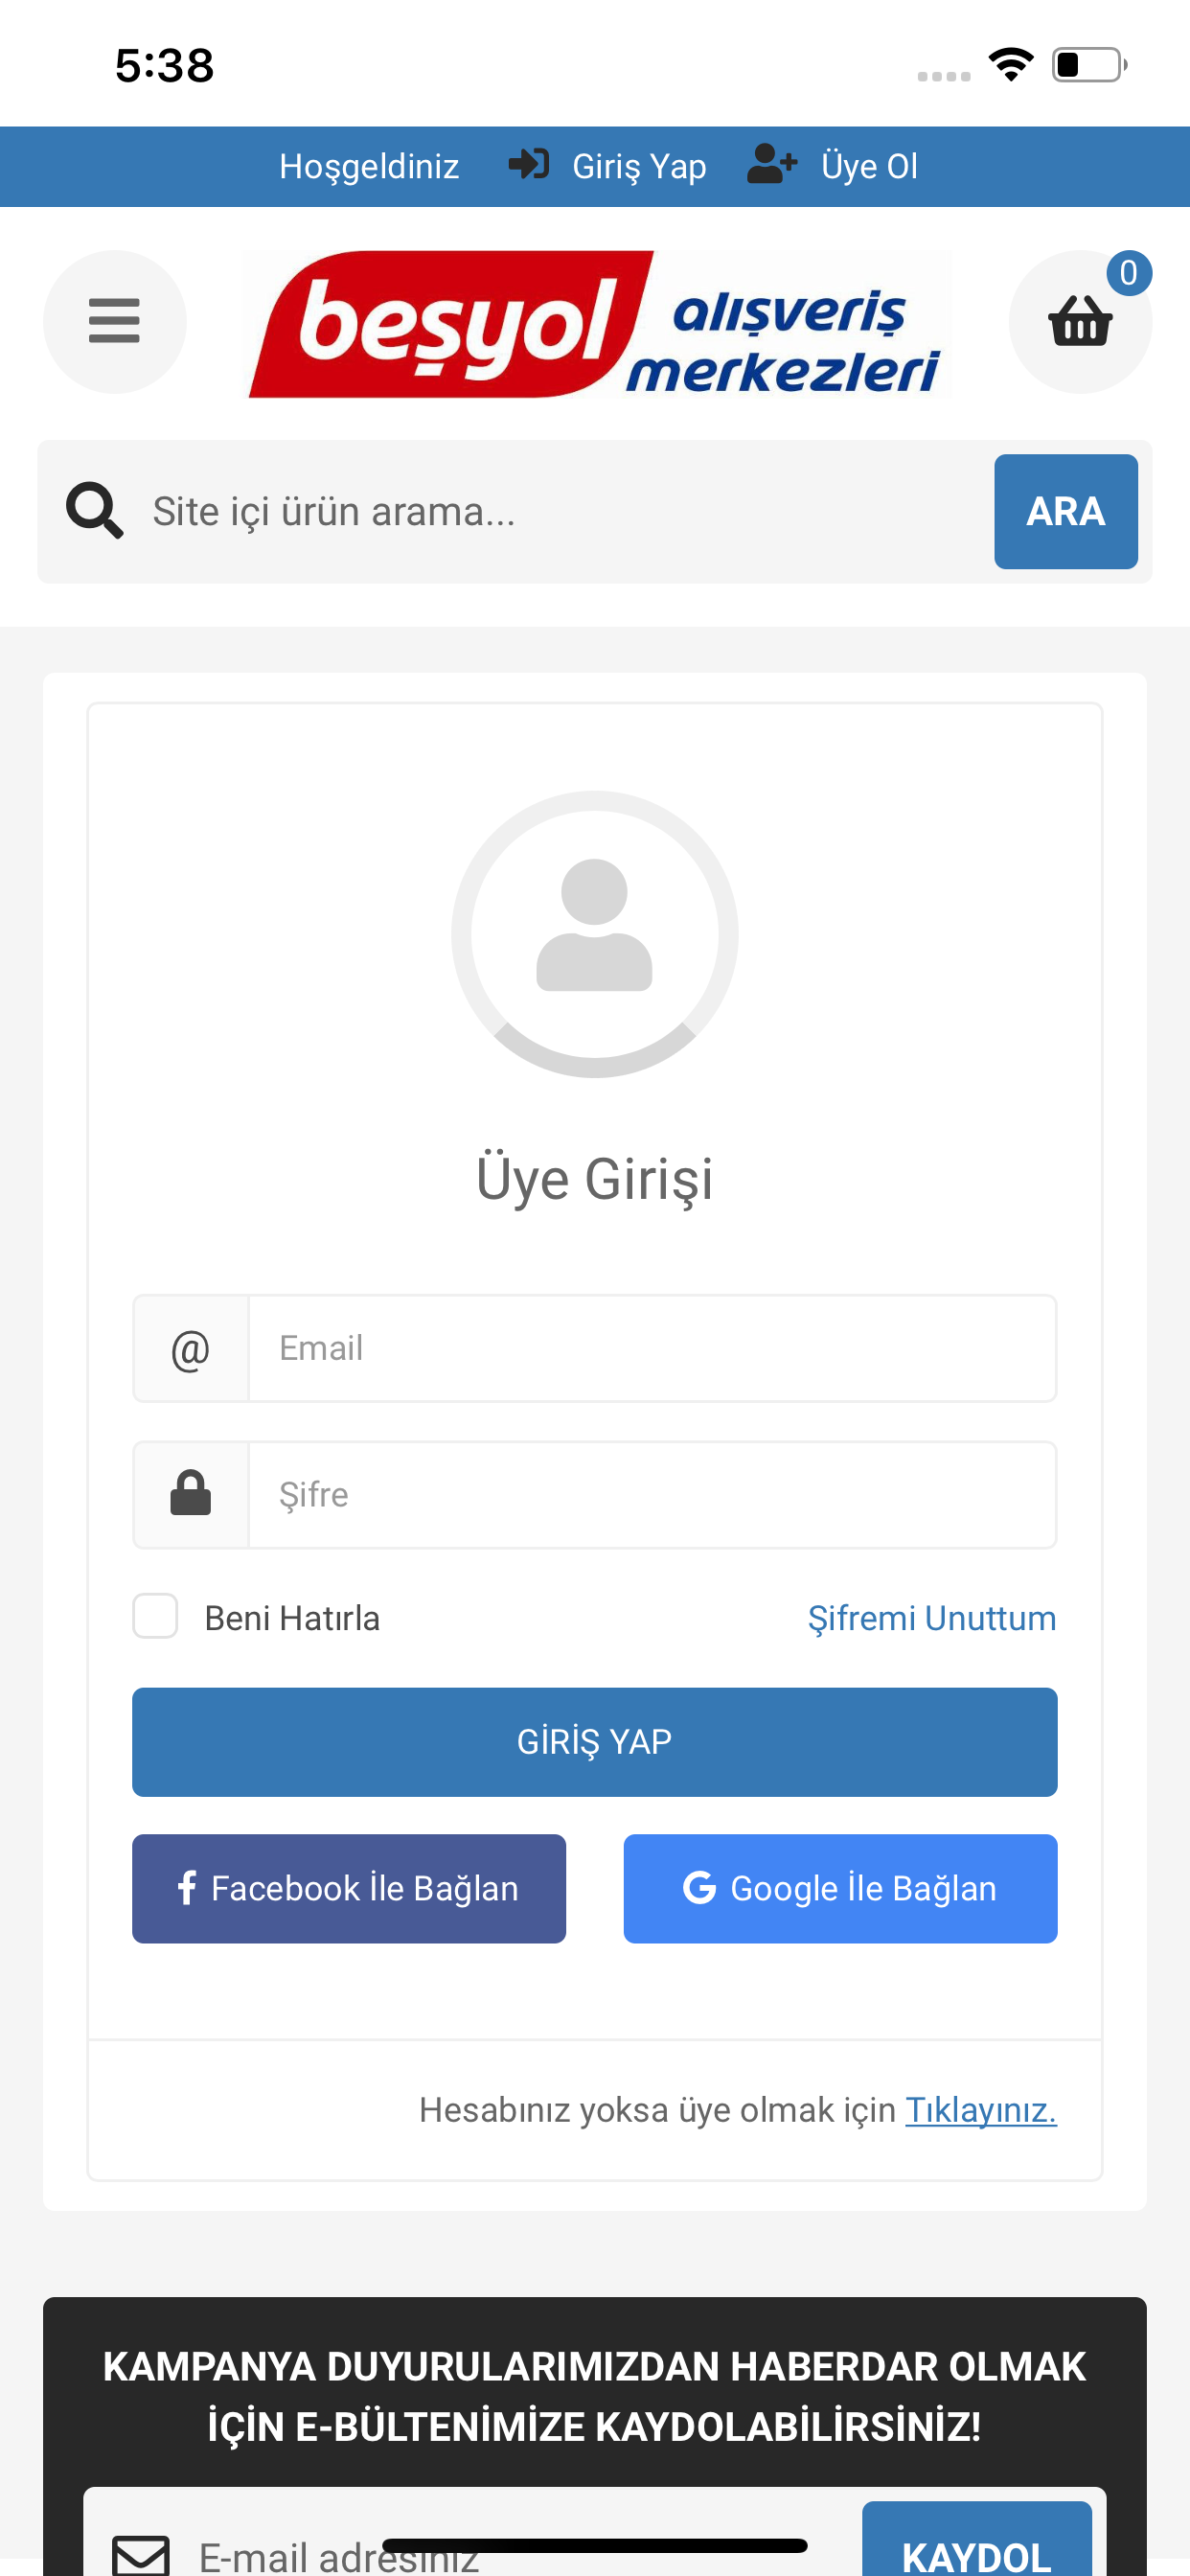 5:38
Hoşgeldiniz Giriş Yap Üye Ol
0
beşyol alışveriş
merkezleri
Site içi ürün arama... ARA
Üye Girişi
@ Email
Şifre
Beni Hatırla Şifremi Unuttum
GİRİŞ YAP
Facebook İle Bağlan Google İle Bağlan
Hesabınız yoksa üye olmak için Tıklayınız.
KAMPANYA DUYURULARIMIZDAN HABERDAR OLMAK
İÇİN E-BÜLTENİMİZE KAYDOLABİLİRSİNİZ!
E-mail adresiniz KAYDOL